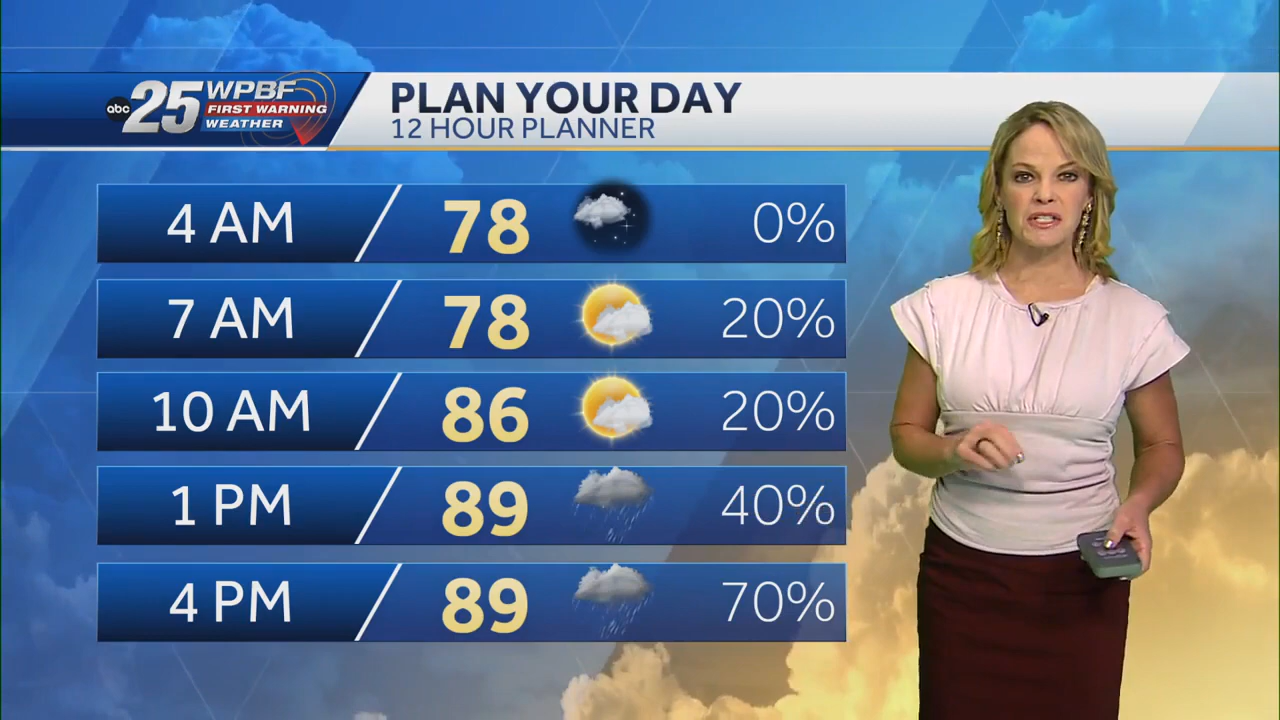 abc 25 WPBF
FIRST WARNING
WEATHER
PLAN YOUR DAY
12 HOUR PLANNER
4 AM 78 0%
7 AM 78 20%
10 AM 86 20%
1 PM 89 40%
4 PM 89 70%